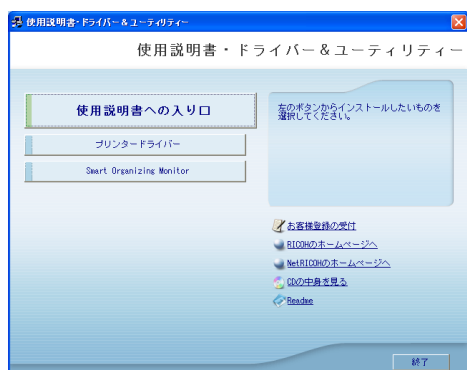 使用説明書・ドライバー＆ユーティリティー
使用説明書・ドライバー＆ユーティリティー
使用説明書への入り口
プリンタードライバー
Smart Organizing Monitor
左のボタンからインストールしたいものを
選択してください。
お客様登録の受付
RICOHのホームページへ
NetRICOHのホームページへ
CDの中身を見る
Readme
終了